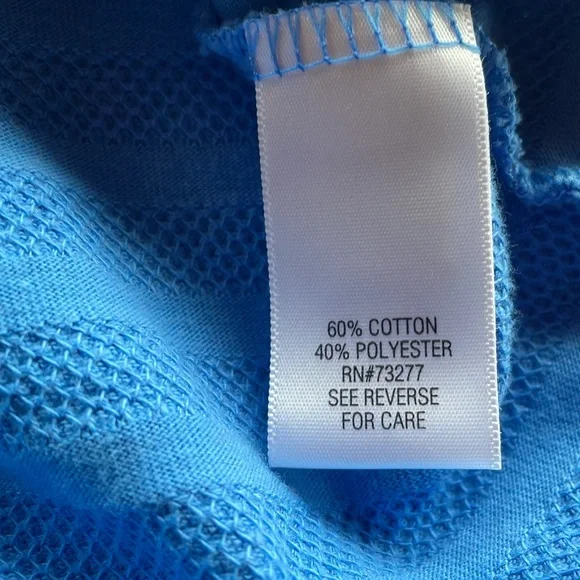 60% COTTON
40% POLYESTER
RN#73277
SEE REVERSE
FOR CARE